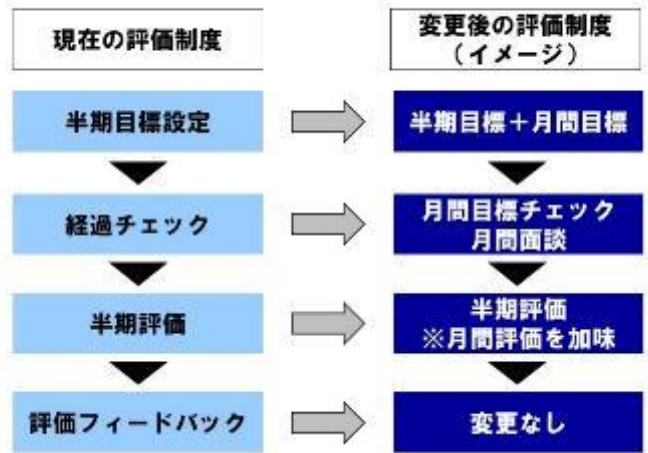 現在の評価制度
変更後の評価制度
（イメージ）
半期目標設定
半期目標＋月間目標
経過チェック
月間目標チェック
月間面談
半期評価
半期評価
※月間評価を加味
評価フィードバック
変更なし